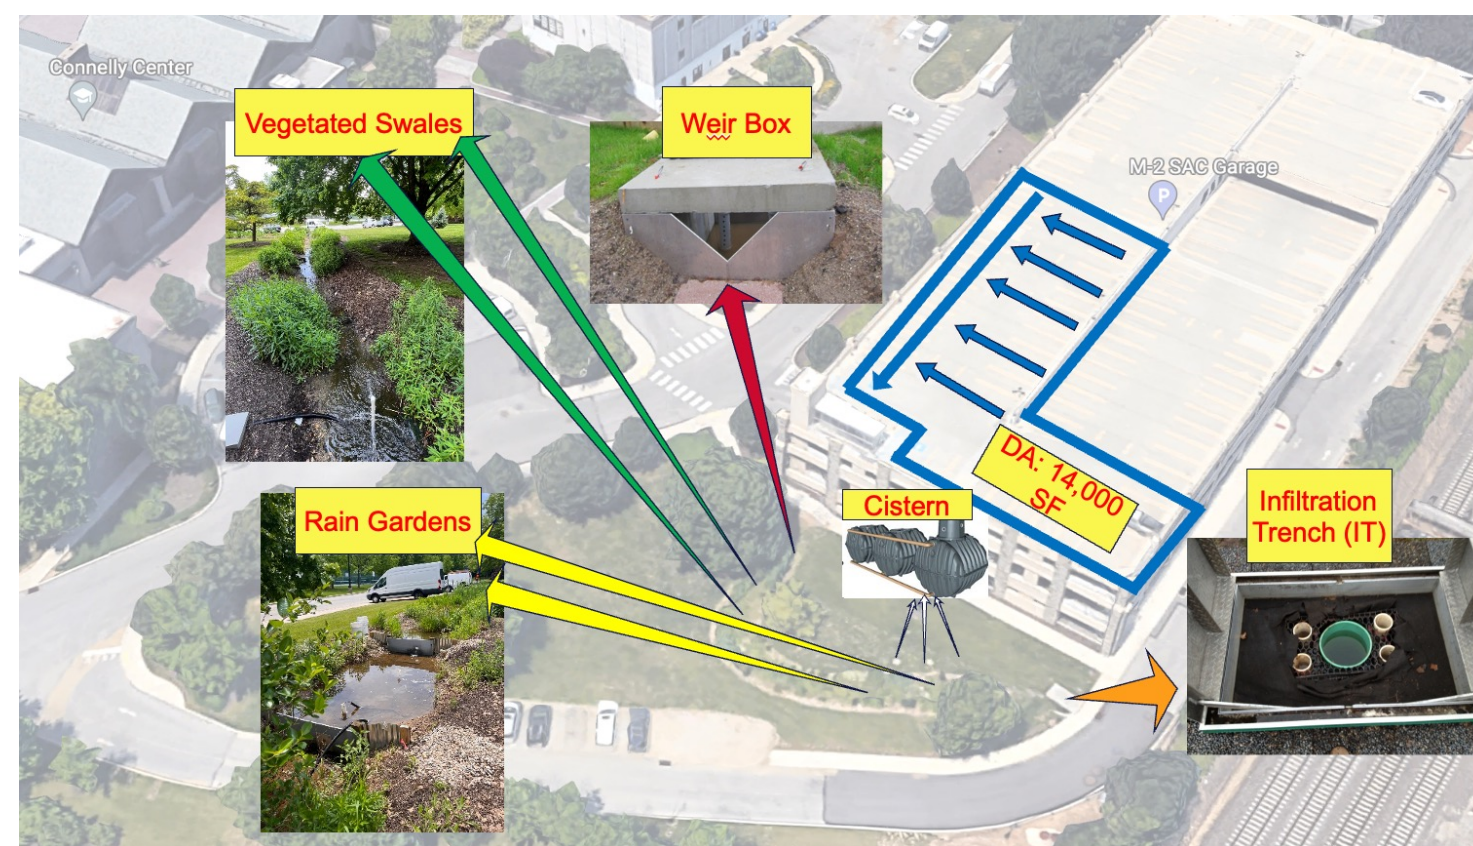 Connelly Center
Vegetated Swales
Weir Box
M-2 SAC Garage
P
DA: 14,000
SF
Cistern
Infiltration
Trench (IT)
Rain Gardens